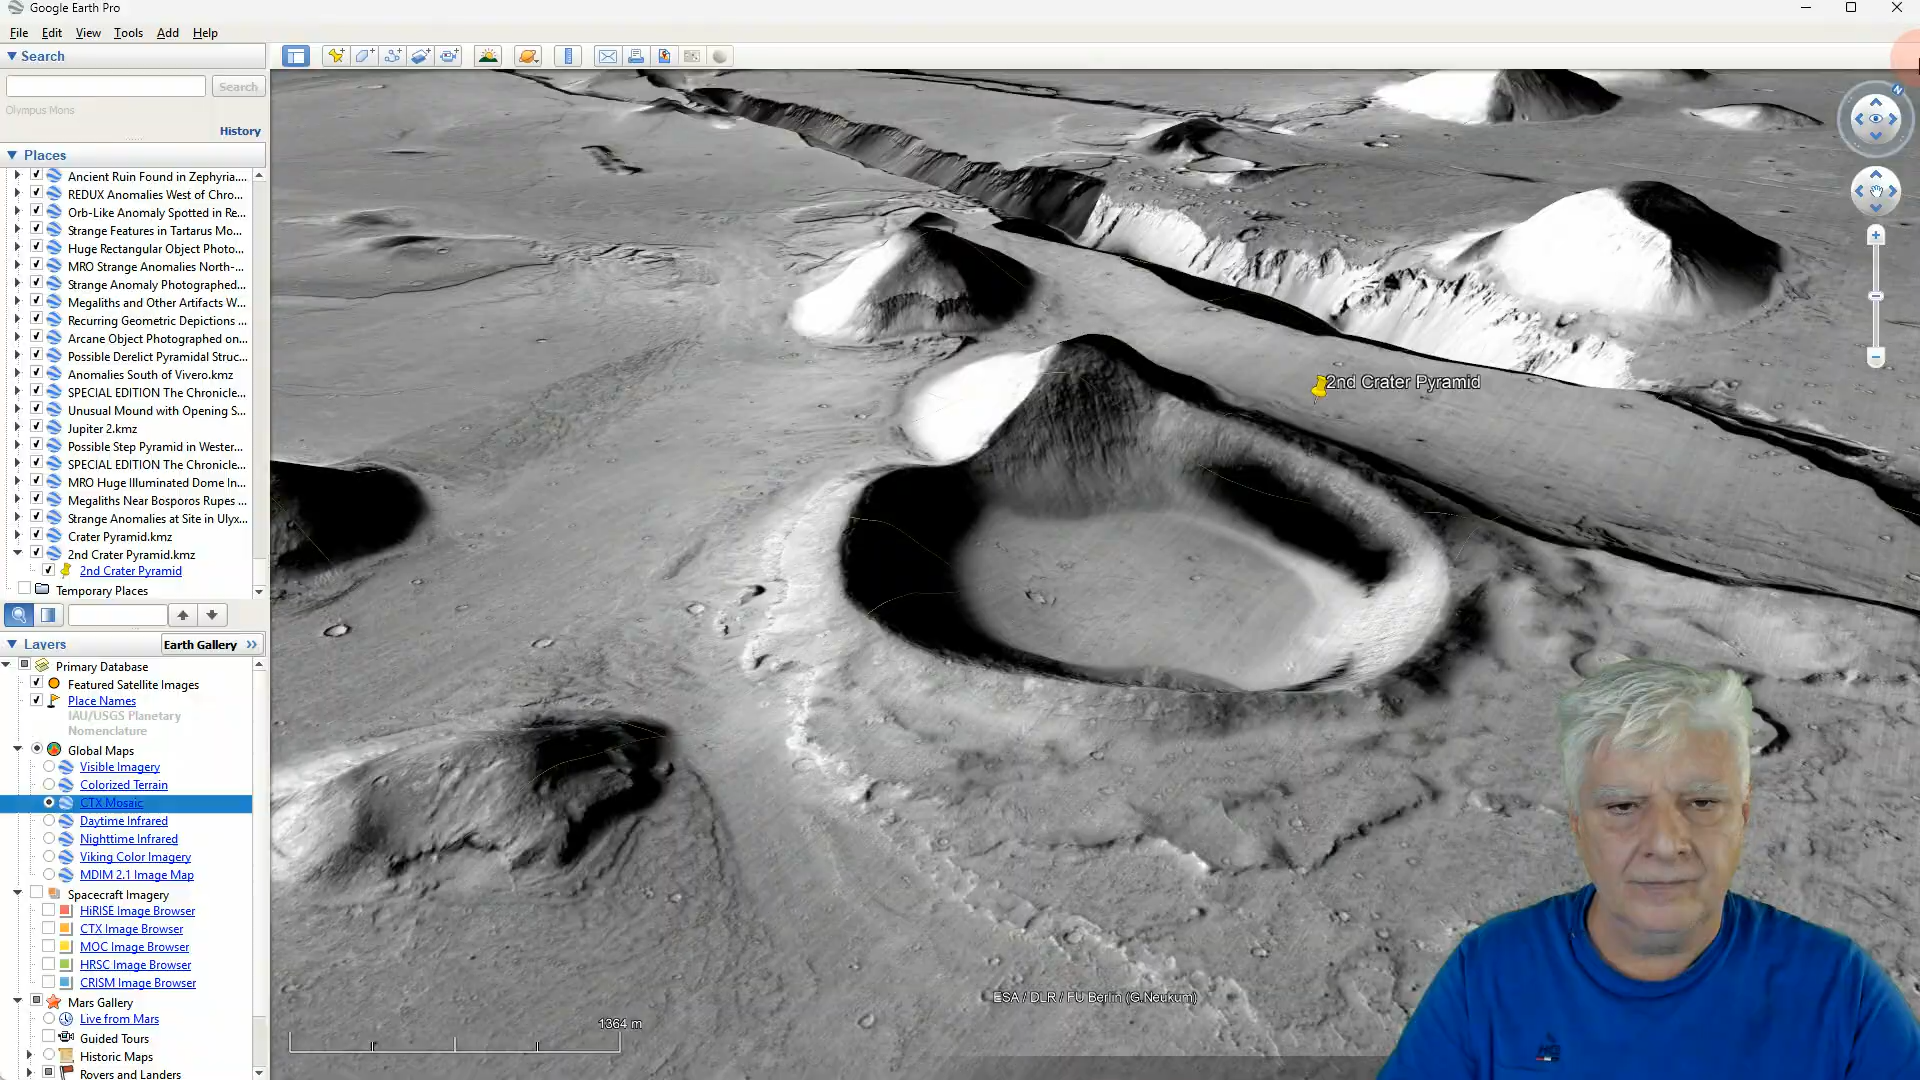 Google Earth Pro
File Edit View Tools Add Help
Search
Search
Olympus Mons
History
Places
Ancient Ruin Found in Zephyria....
REDUX Anomalies West of Chro...
Orb-Like Anomaly Spotted in Re...
Strange Features in Tartarus Mo...
Huge Rectangular Object Photo...
MRO Strange Anomalies North-...
Strange Anomaly Photographed...
Megaliths and Other Artifacts W...
Recurring Geometric Depictions ...
Arcane Object Photographed on...
Possible Derelict Pyramidal Struc...
Anomalies South of Vivero.kmz
SPECIAL EDITION The Chronicle...
Unusual Mound with Opening S...
Jupiter 2.kmz
Possible Step Pyramid in Wester...
SPECIAL EDITION The Chronicle...
MRO Huge Illuminated Dome In...
Megaliths Near Bosporos Rupes ...
Strange Anomalies at Site in Ulyx...
Crater Pyramid.kmz
2nd Crater Pyramid.kmz
2nd Crater Pyramid
Temporary Places
Layers
Earth Gallery >>
Primary Database
Featured Satellite Images
Place Names
IAU/USGS Planetary
Nomenclature
Global Maps
Visible Imagery
Colorized Terrain
CTX Mosaic
Daytime Infrared
Nighttime Infrared
Viking Color Imagery
MDIM 2.1 Image Map
Spacecraft Imagery
HiRISE Image Browser
CTX Image Browser
MOC Image Browser
HRSC Image Browser
CRISM Image Browser
Mars Gallery
Live from Mars
Guided Tours
Historic Maps
Rovers and Landers
N
2nd Crater Pyramid
ESA / DLR / FU Berlin (G.Neukum)
1364 m